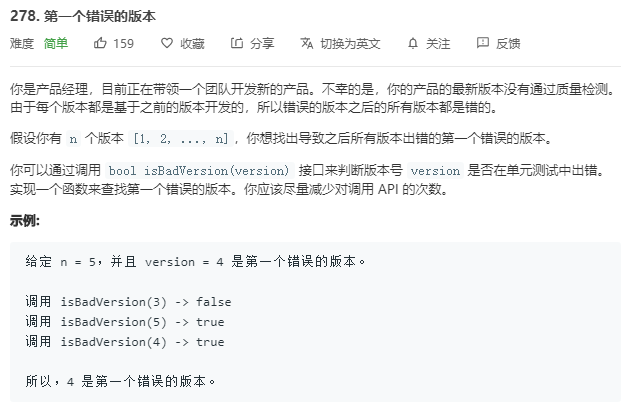 278. 第一个错误的版本
难度 简单 159 收藏 分享 切换为英文 关注 反馈
你是产品经理，目前正在带领一个团队开发新的产品。不幸的是，你的产品的最新版本没有通过质量检测。
由于每个版本都是基于之前的版本开发的，所以错误的版本之后的所有版本都是错的。
假设你有 n 个版本 [1, 2, ..., n]，你想找出导致之后所有版本出错的第一个错误的版本。
你可以通过调用 bool isBadVersion(version) 接口来判断版本号 version 是否在单元测试中出错。
实现一个函数来查找第一个错误的版本。你应该尽量减少对调用 API 的次数。
示例:
给定 n = 5，并且 version = 4 是第一个错误的版本。
调用 isBadVersion(3) -> false
调用 isBadVersion(5) -> true
调用 isBadVersion(4) -> true
所以，4 是第一个错误的版本。